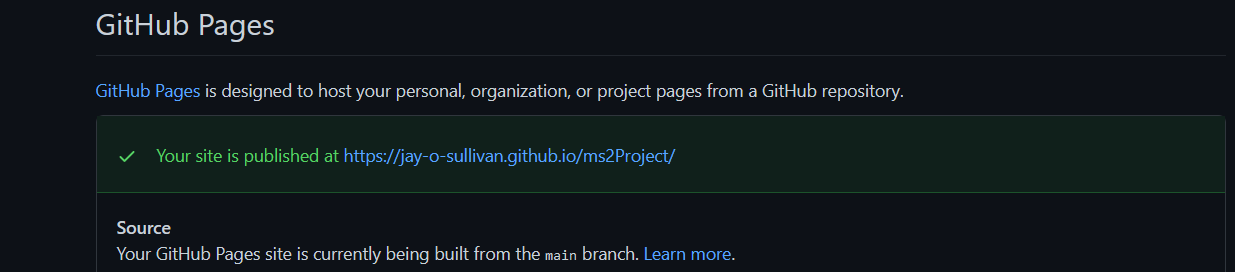 GitHub Pages
GitHub Pages is designed to host your personal, organization, or project pages from a GitHub repository.
Your site is published at https://jay-o-sullivan.github.io/ms2Project/
Source
Your GitHub Pages site is currently being built from the main branch. Learn more.